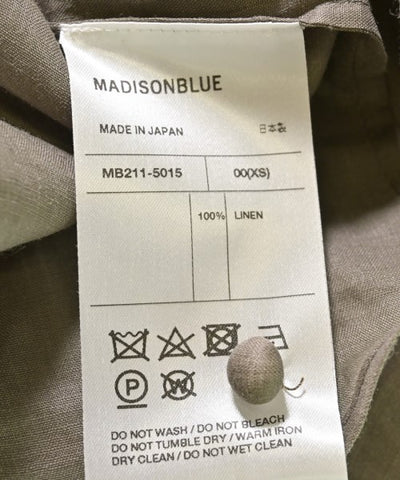 MADISONBLUE
MADE IN JAPAN 日本製
MB211-5015 00(XS)
100% LINEN
P W
DO NOT WASH / DO NOT BLEACH
DO NOT TUMBLE DRY / WARM IRON
DRY CLEAN / DO NOT WET CLEAN